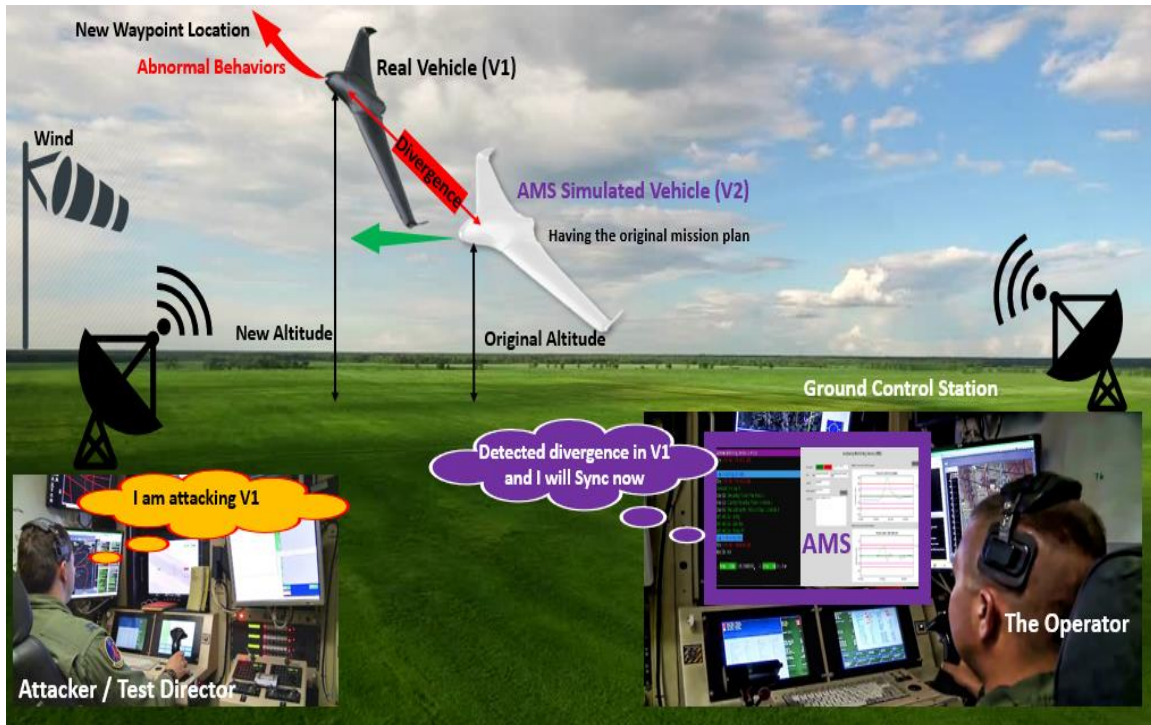 New Waypoint Location
Abnormal Behaviors
Real Vehicle (V1)
Wind
Divergence
AMS Simulated Vehicle (V2)
Having the original mission plan
New Altitude
Original Altitude
Ground Control Station
Detected divergence in V1
and I will Sync now
I am attacking V1
AMS
The Operator
Attacker / Test Director